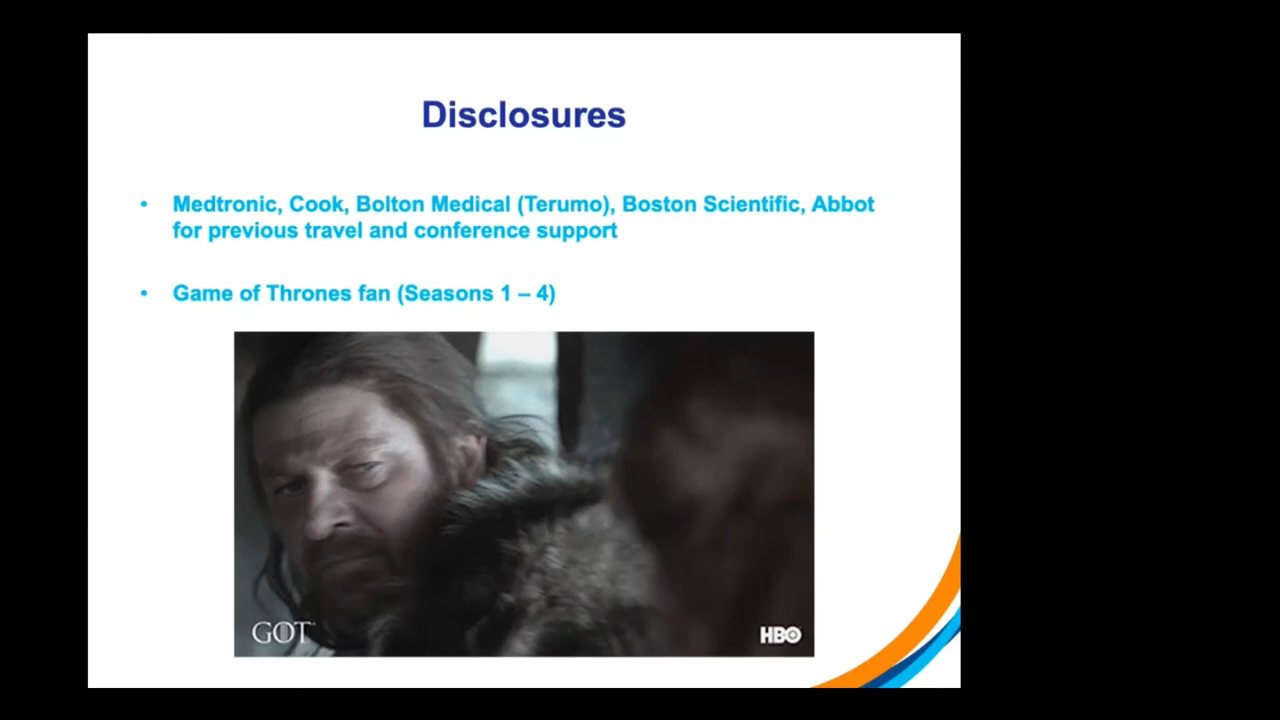 Disclosures
• Medtronic, Cook, Bolton Medical (Terumo), Boston Scientific, Abbot
for previous travel and conference support
• Game of Thrones fan (Seasons 1 – 4)
GOT
HBO